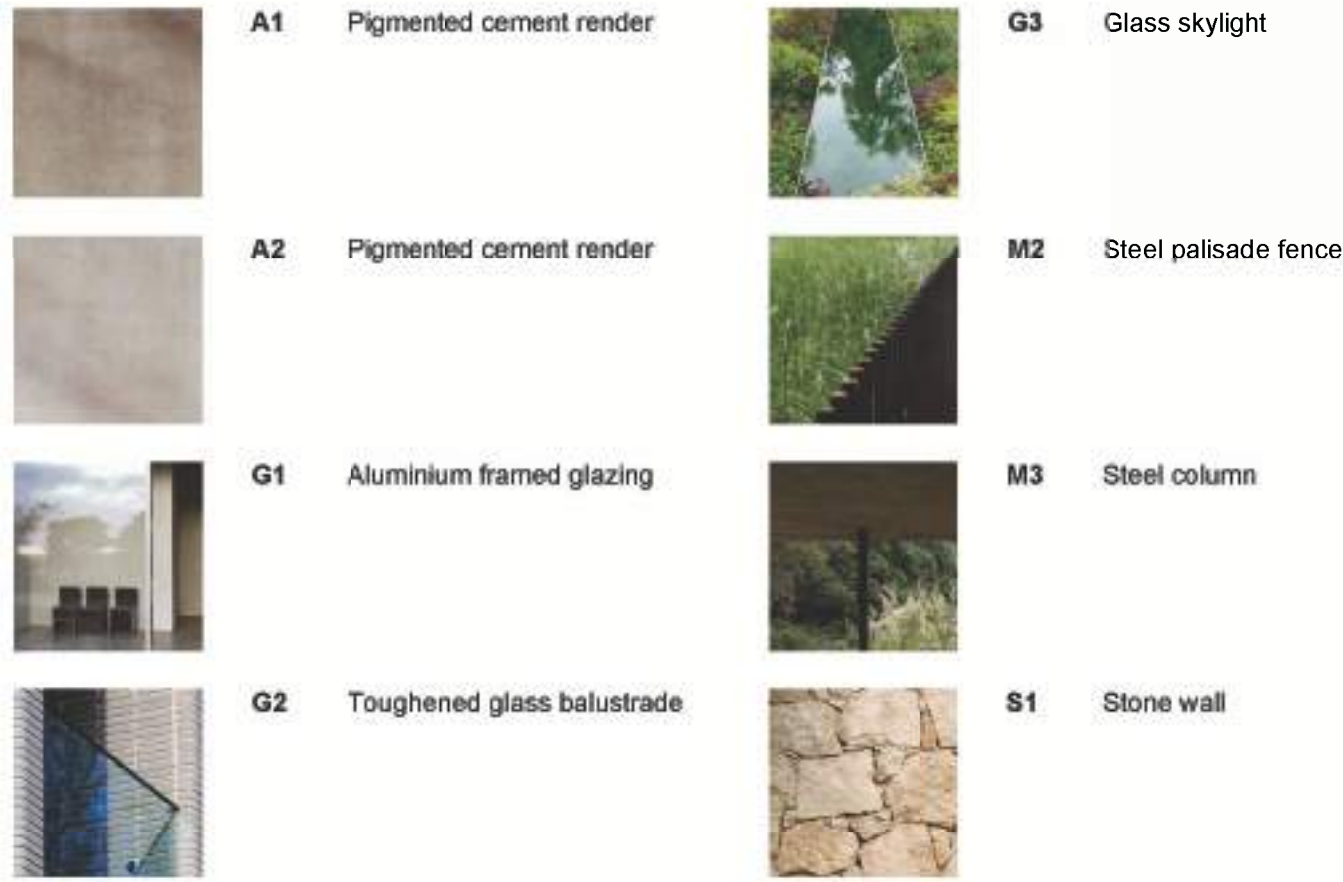 A1 Pigmented cement render
A2 Pigmented cement render
G1 Aluminium framed glazing
G2 Toughened glass balustrade
G3 Glass skylight
M2 Steel palisade fence
M3 Steel column
S1 Stone wall